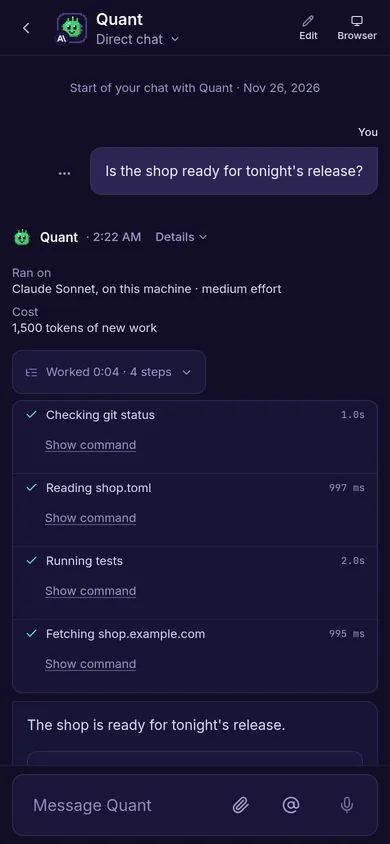 Quant
Direct chat
Edit
Browser
Start of your chat with Quant · Nov 26, 2026
You
Is the shop ready for tonight's release?
Quant · 2:22 AM Details
Ran on
Claude Sonnet, on this machine · medium effort
Cost
1,500 tokens of new work
Worked 0:04 · 4 steps
Checking git status 1.0s
Show command
Reading shop.toml 997 ms
Show command
Running tests 2.0s
Show command
Fetching shop.example.com 995 ms
Show command
The shop is ready for tonight's release.
Message Quant